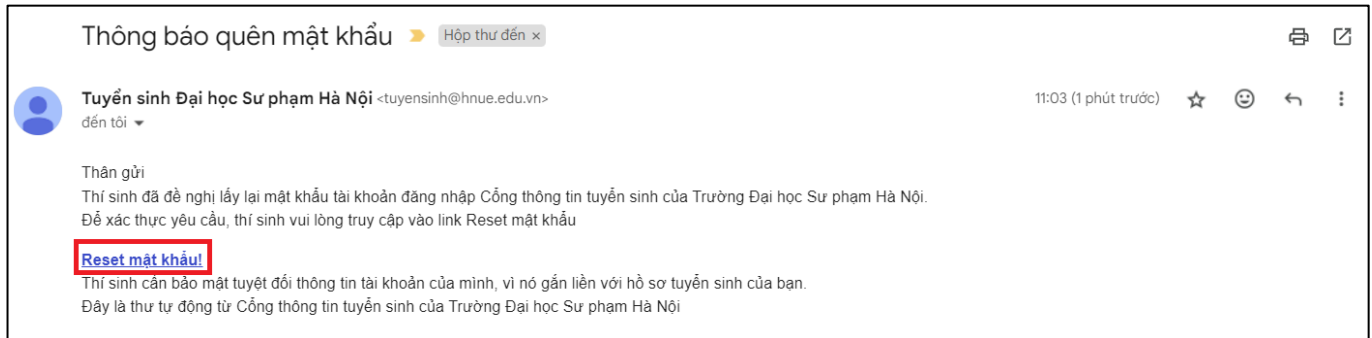 Thông báo quên mật khẩu Hộp thư đến ×
Tuyển sinh Đại học Sư phạm Hà Nội <tuyensinh@hnue.edu.vn> 11:03 (1 phút trước)
đến tôi
Thân gửi
Thí sinh đã đề nghị lấy lại mật khẩu tài khoản đăng nhập Cổng thông tin tuyển sinh của Trường Đại học Sư phạm Hà Nội.
Để xác thực yêu cầu, thí sinh vui lòng truy cập vào link Reset mật khẩu
Reset mật khẩu!
Thí sinh cần bảo mật tuyệt đối thông tin tài khoản của mình, vì nó gắn liền với hồ sơ tuyển sinh của bạn.
Đây là thư tự động từ Cổng thông tin tuyển sinh của Trường Đại học Sư phạm Hà Nội